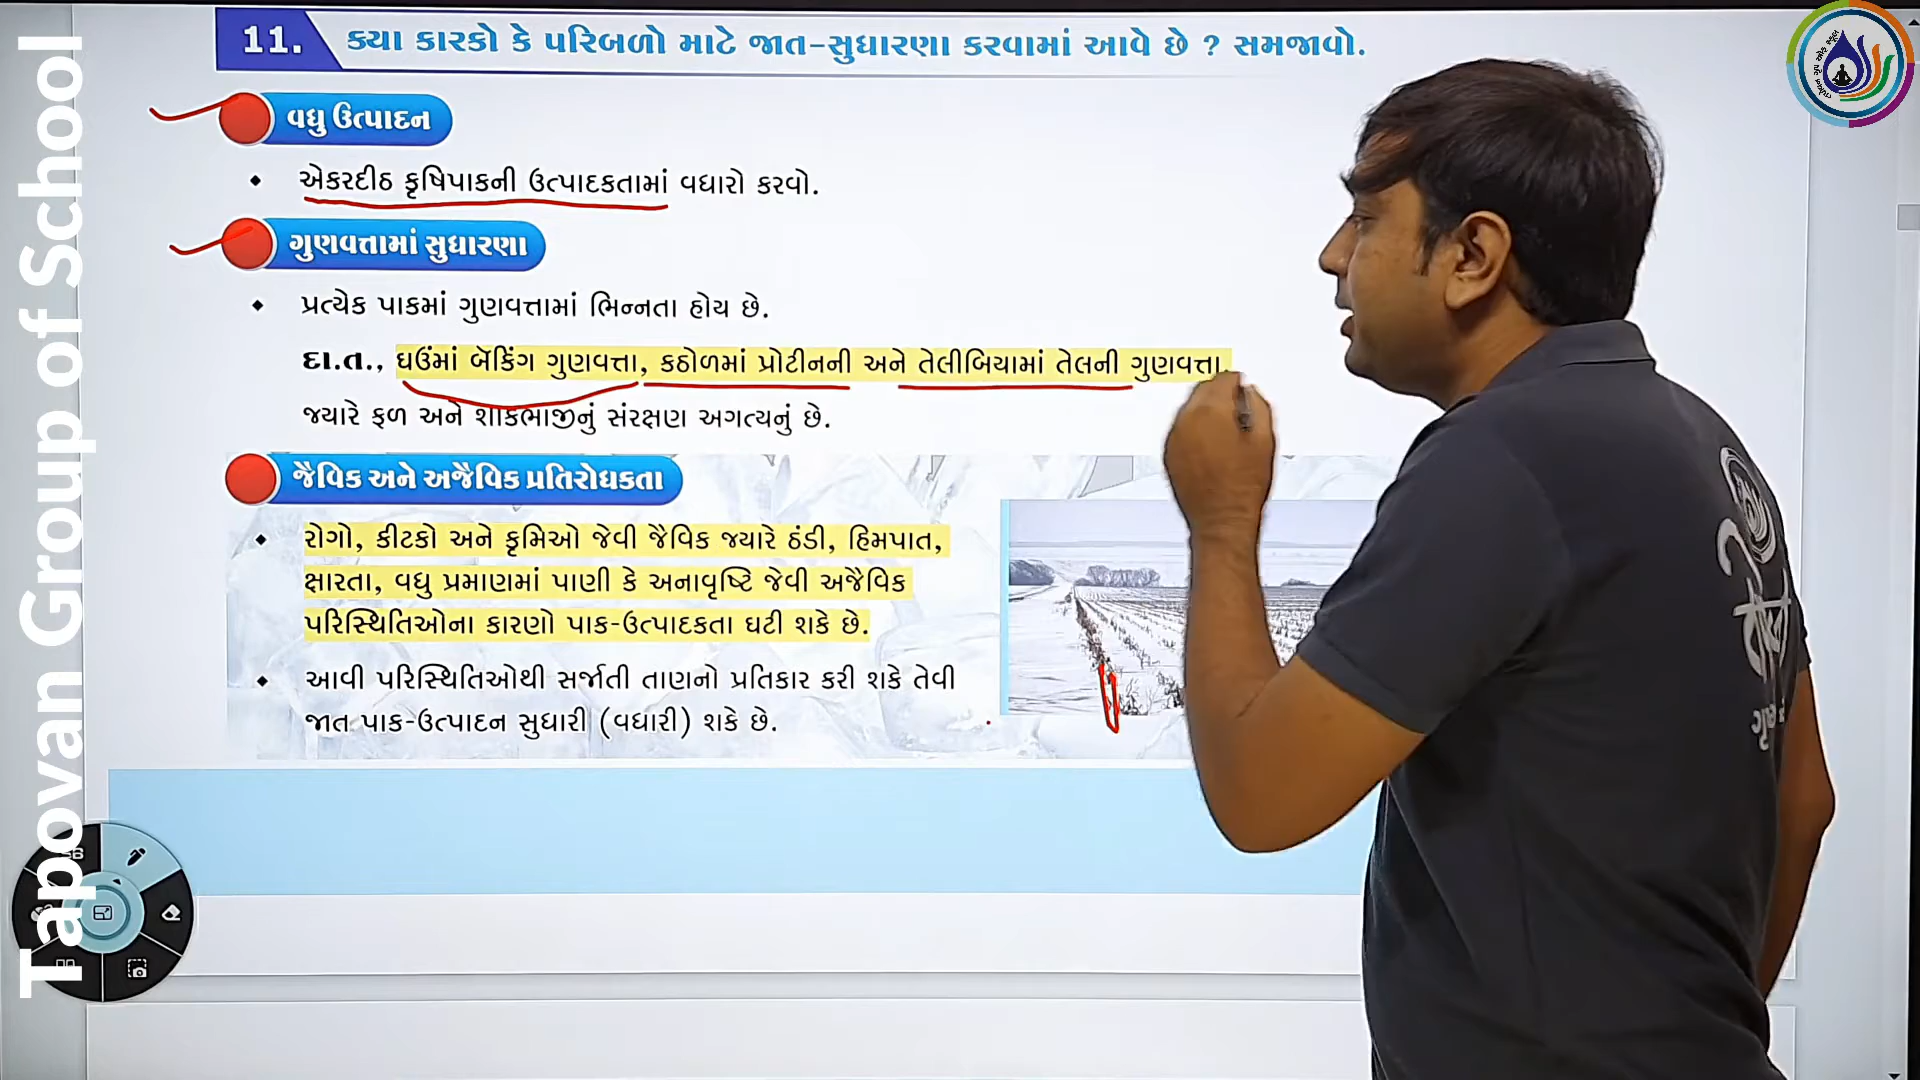 11. ક્યા કારકો કે પરિબળો માટે જાત-સુધારણા કરવામાં આવે છે ? સમજાવો.
વધુ ઉત્પાદન
એકરદીઠ કૃષિપાકની ઉત્પાદકતામાં વધારો કરવો.
ગુણવત્તામાં સુધારણા
પ્રત્યેક પાકમાં ગુણવત્તામાં ભિન્નતા હોય છે.
દા.ત., ઘઉંમાં બૅકિંગ ગુણવત્તા, કઠોળમાં પ્રોટીનની અને તેલીબિયામાં તેલની ગુણવત્તા.
જ્યારે ફળ અને શાકભાજીનું સંરક્ષણ અગત્યનું છે.
જૈવિક અને અજૈવિક પ્રતિરોધકતા
રોગો, કીટકો અને કૃમિઓ જેવી જૈવિક જ્યારે ઠંડી, હિમપાત,
ક્ષારતા, વધુ પ્રમાણમાં પાણી કે અનાવૃષ્ટિ જેવી અજૈવિક
પરિસ્થિતિઓના કારણો પાક-ઉત્પાદકતા ઘટી શકે છે.
આવી પરિસ્થિતિઓથી સર્જાતી તાણનો પ્રતિકાર કરી શકે તેવી
જાત પાક-ઉત્પાદન સુધારી (વધારી) શકે છે.
Tapovan Group of School